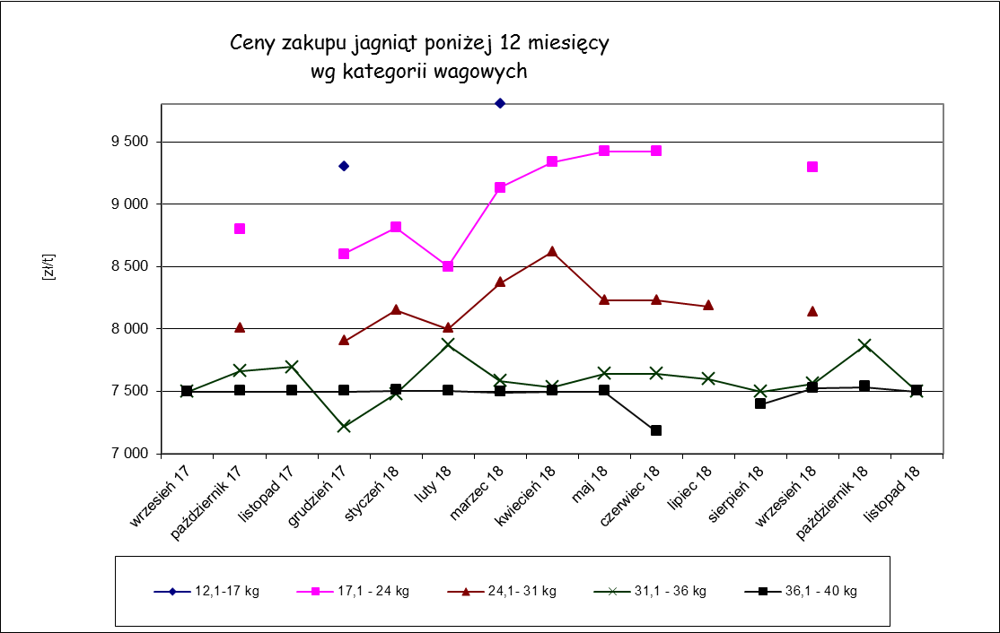 Ceny zakupu jagniąt poniżej 12 miesięcy
wg kategorii wagowych
[zł/t]
9 500
9 000
8 500
8 000
7 500
7 000
wrzesień 17
październik 17
listopad 17
grudzień 17
styczeń 18
luty 18
marzec 18
kwiecień 18
maj 18
czerwiec 18
lipiec 18
sierpień 18
wrzesień 18
październik 18
listopad 18
12,1-17 kg
17,1 - 24 kg
24,1- 31 kg
31,1 - 36 kg
36,1 - 40 kg